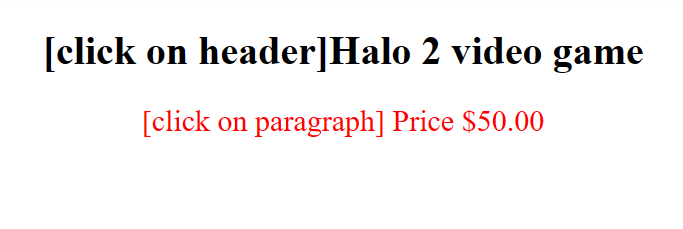 [click on header]Halo 2 video game
[click on paragraph] Price $50.00